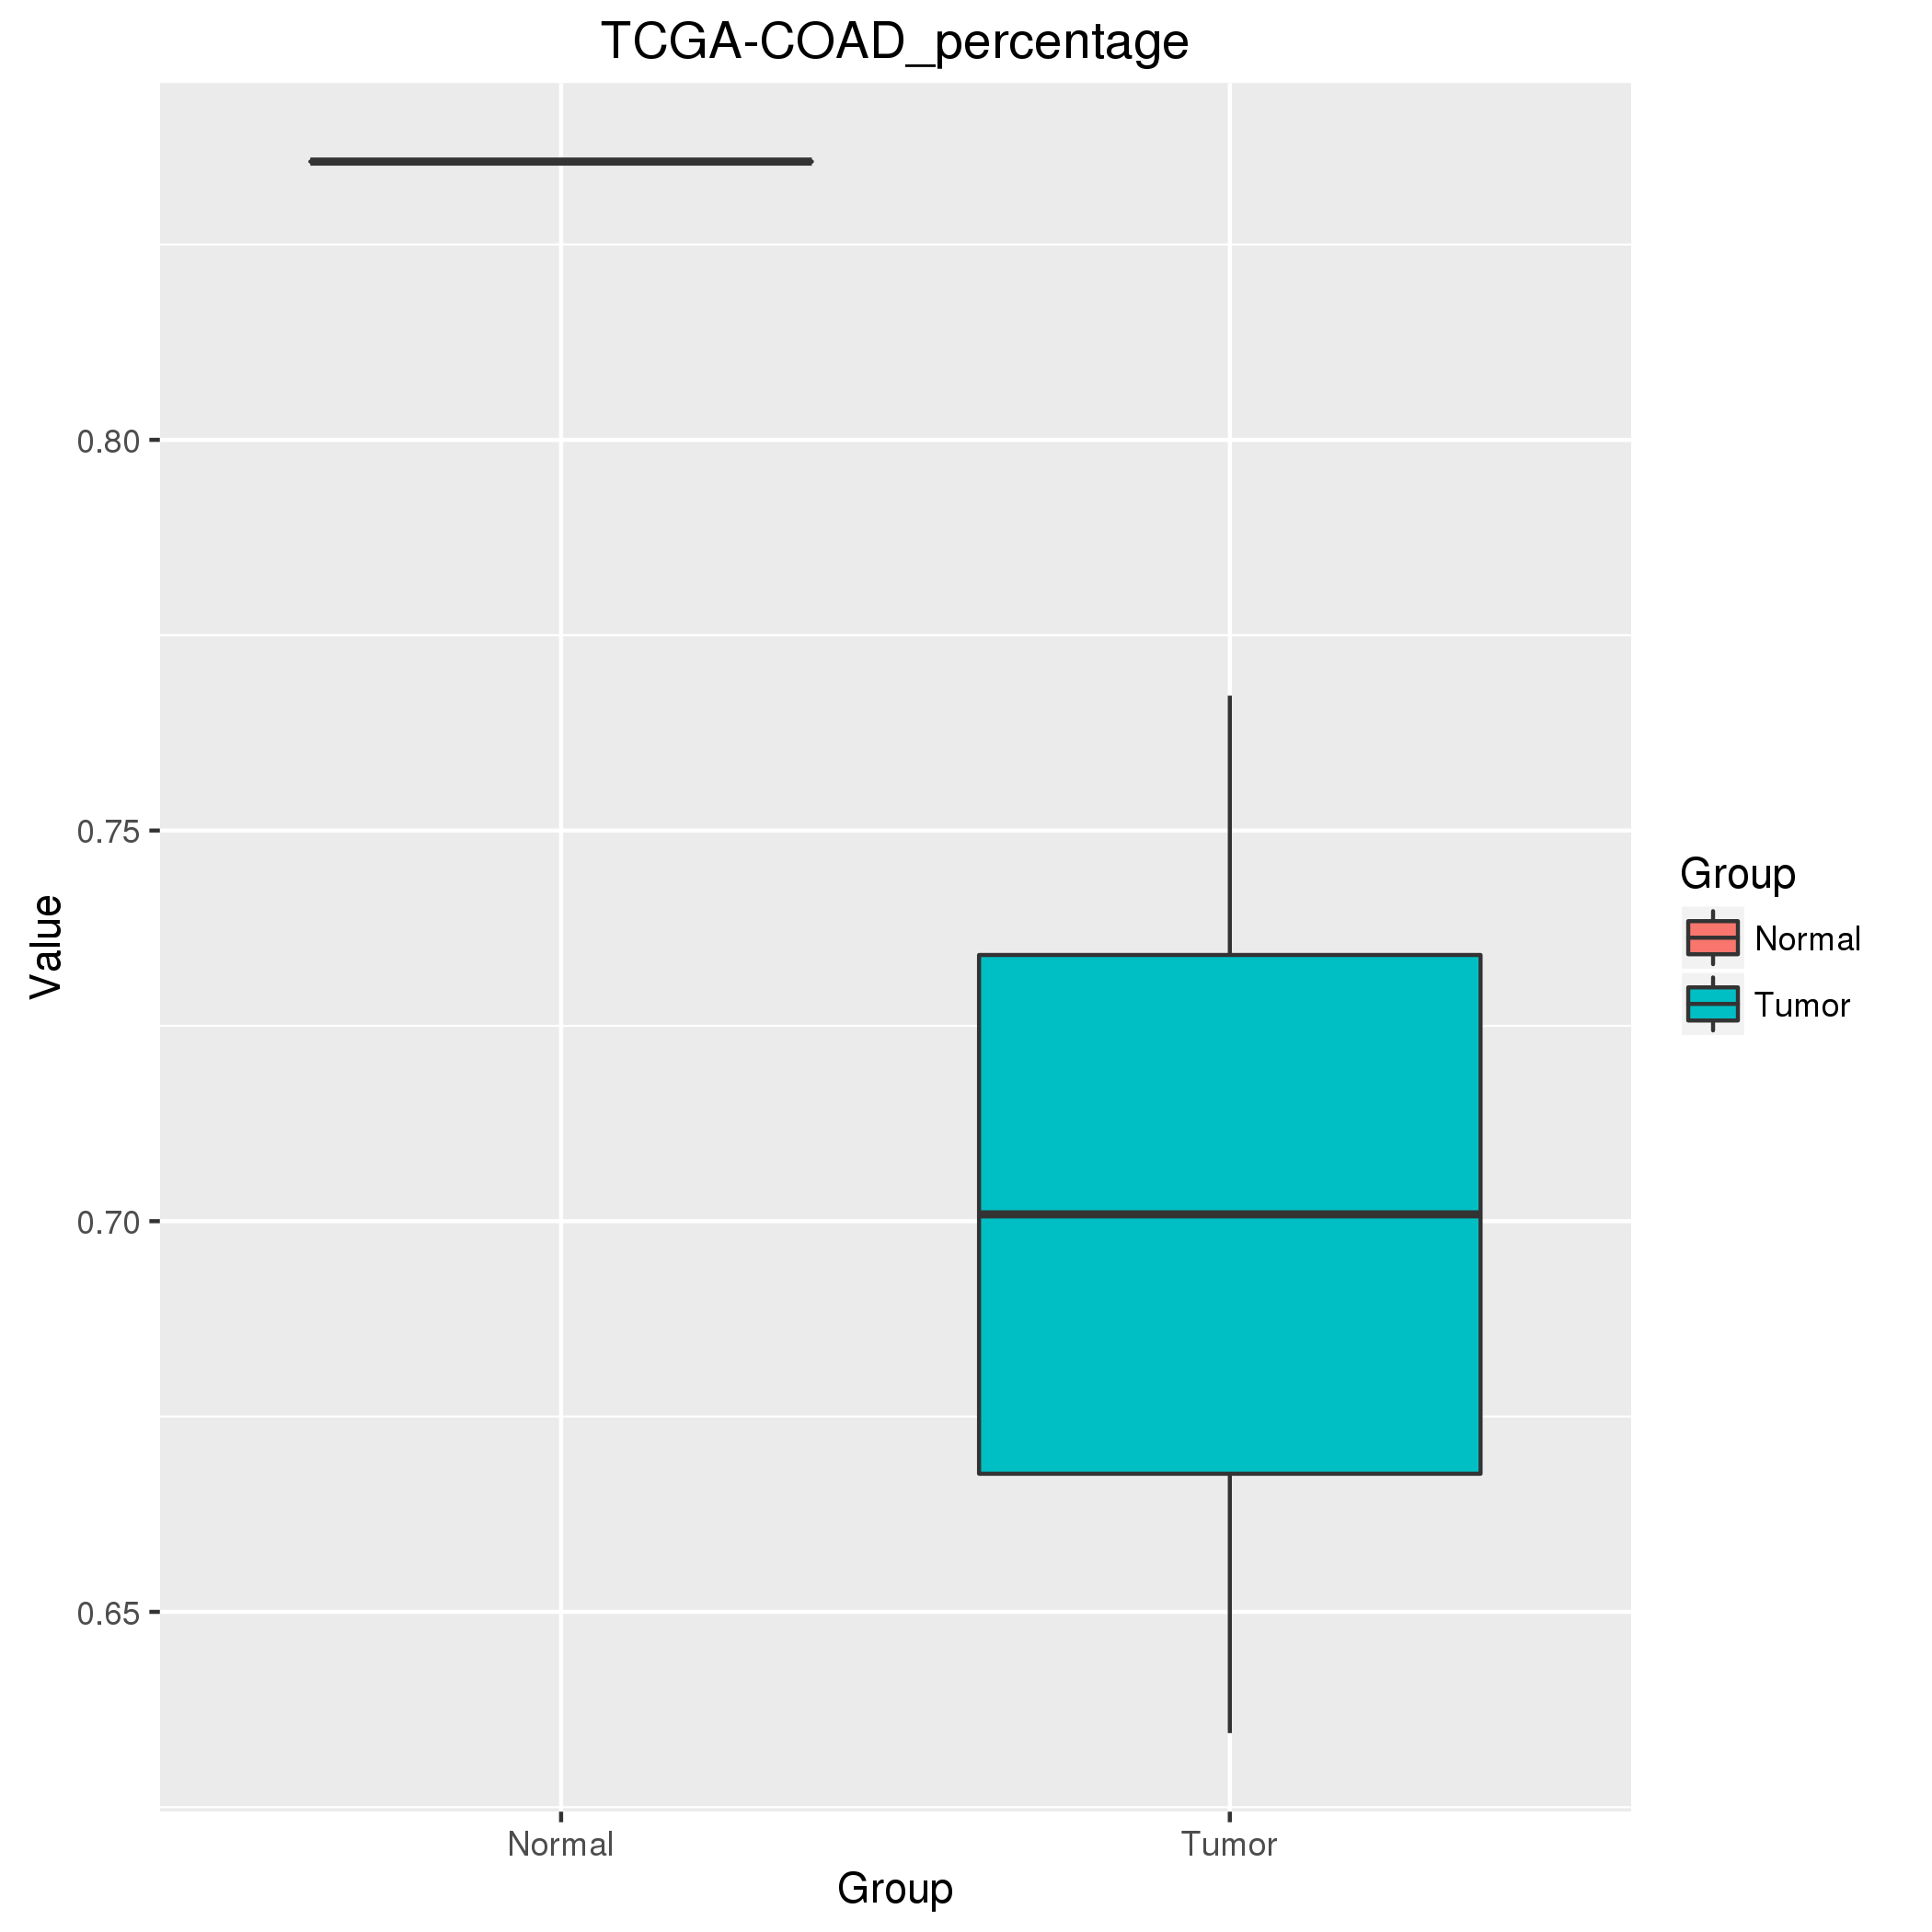 TCGA-COAD_percentage
Value
0.80
0.75
0.70
0.65
Normal
Tumor
Group
Group
Normal
Tumor